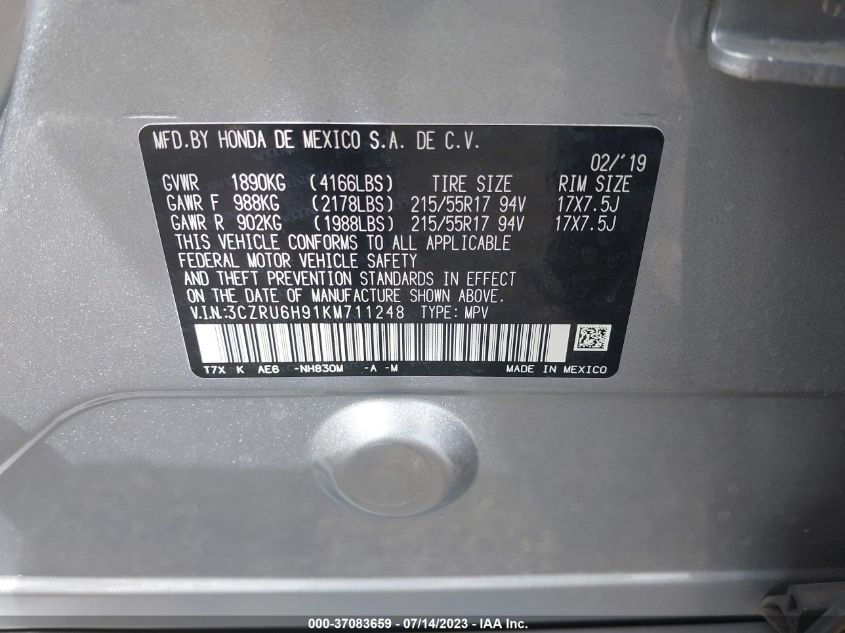 MFD.BY HONDA DE MEXICO S.A. DE C.V.
02/'19
GVWR 1890KG (4166LBS) TIRE SIZE RIM SIZE
GAWR F 988KG (2178LBS) 215/55R17 94V 17X7.5J
GAWR R 902KG (1988LBS) 215/55R17 94V 17X7.5J
THIS VEHICLE CONFORMS TO ALL APPLICABLE
FEDERAL MOTOR VEHICLE SAFETY
AND THEFT PREVENTION STANDARDS IN EFFECT
ON THE DATE OF MANUFACTURE SHOWN ABOVE.
V.I.N:3CZRU6H91KM711248 TYPE: MPV
T7X K AE6 -NH830M -A -M MADE IN MEXICO
000-37083659 - 07/14/2023 - IAA Inc.